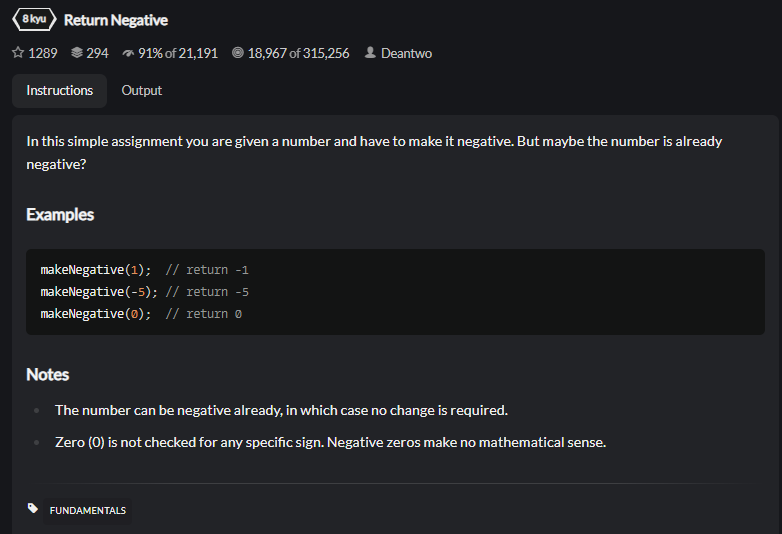 8 kyu Return Negative
1289 294 91% of 21,191 18,967 of 315,256 Deantwo
Instructions Output
In this simple assignment you are given a number and have to make it negative. But maybe the number is already
negative?
Examples
makeNegative(1);  // return -1
makeNegative(-5); // return -5
makeNegative(0);  // return 0
Notes
The number can be negative already, in which case no change is required.
Zero (0) is not checked for any specific sign. Negative zeros make no mathematical sense.
FUNDAMENTALS